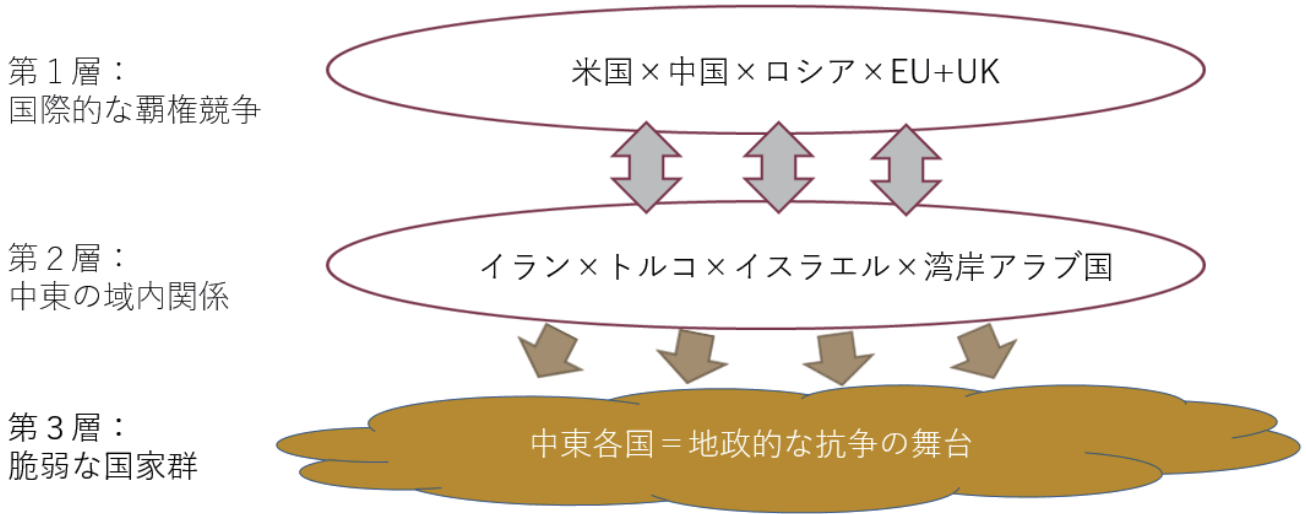 第１層：
国際的な覇権競争
米国×中国×ロシア×EU+UK
第２層：
中東の域内関係
イラン×トルコ×イスラエル×湾岸アラブ国
第３層：
脆弱な国家群
中東各国＝地政的な抗争の舞台